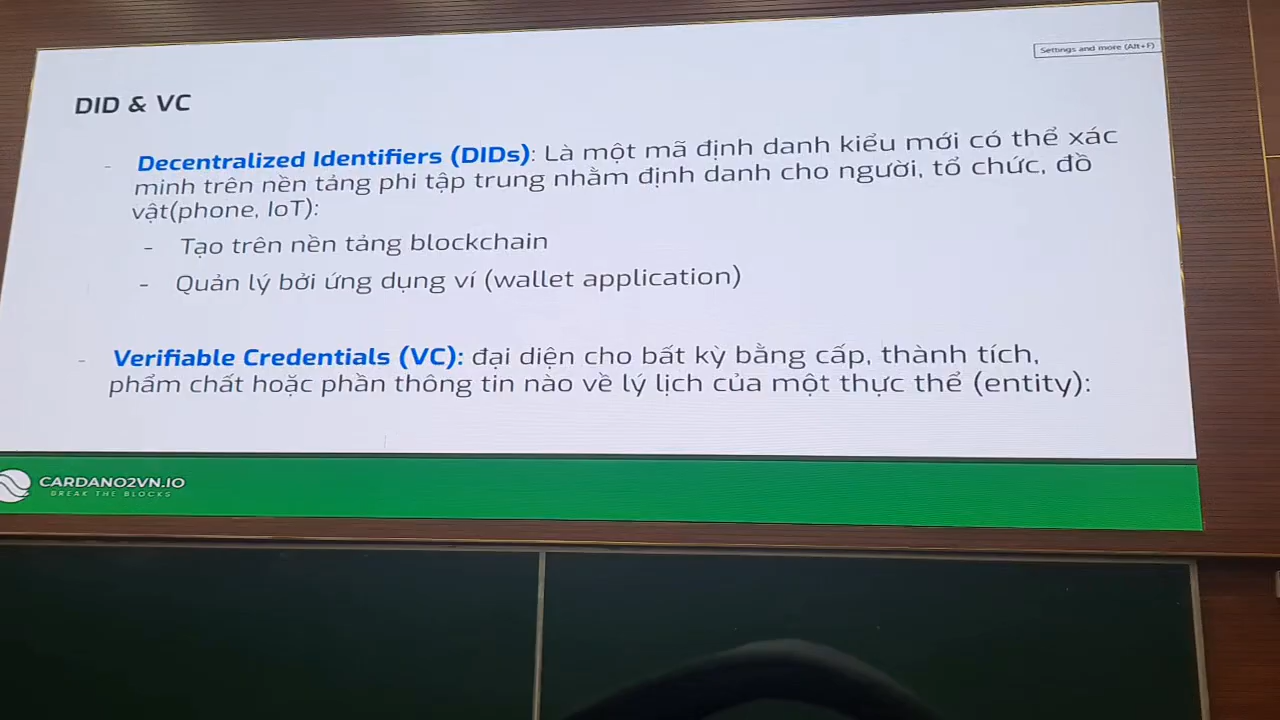 Settings and more (Alt+F)
DID & VC
- Decentralized Identifiers (DIDs): Là một mã định danh kiểu mới có thể xác
minh trên nền tảng phi tập trung nhằm định danh cho người, tổ chức, đồ
vật(phone, IoT):
- Tạo trên nền tảng blockchain
- Quản lý bởi ứng dụng ví (wallet application)
- Verifiable Credentials (VC): đại diện cho bất kỳ bằng cấp, thành tích,
phẩm chất hoặc phần thông tin nào về lý lịch của một thực thể (entity):
CARDANO2VN.IO
BREAK THE BLOCKS